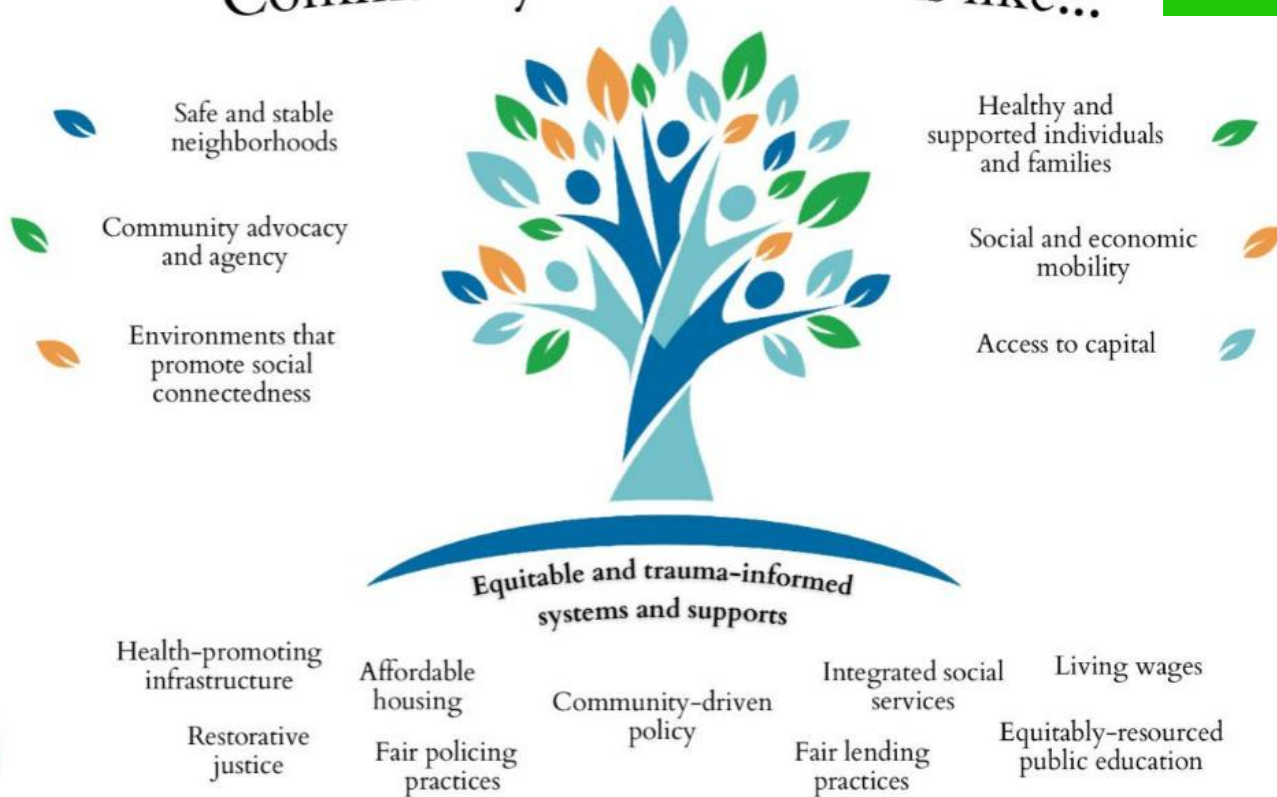 like...
Safe and stable
neighborhoods
Community advocacy
and agency
Environments that
promote social
connectedness
Healthy and
supported individuals
and families
Social and economic
mobility
Access to capital
Equitable and trauma-informed
systems and supports
Health-promoting
infrastructure
Affordable
housing
Community-driven
policy
Integrated social
services
Living wages
Restorative
justice
Fair policing
practices
Fair lending
practices
Equitably-resourced
public education